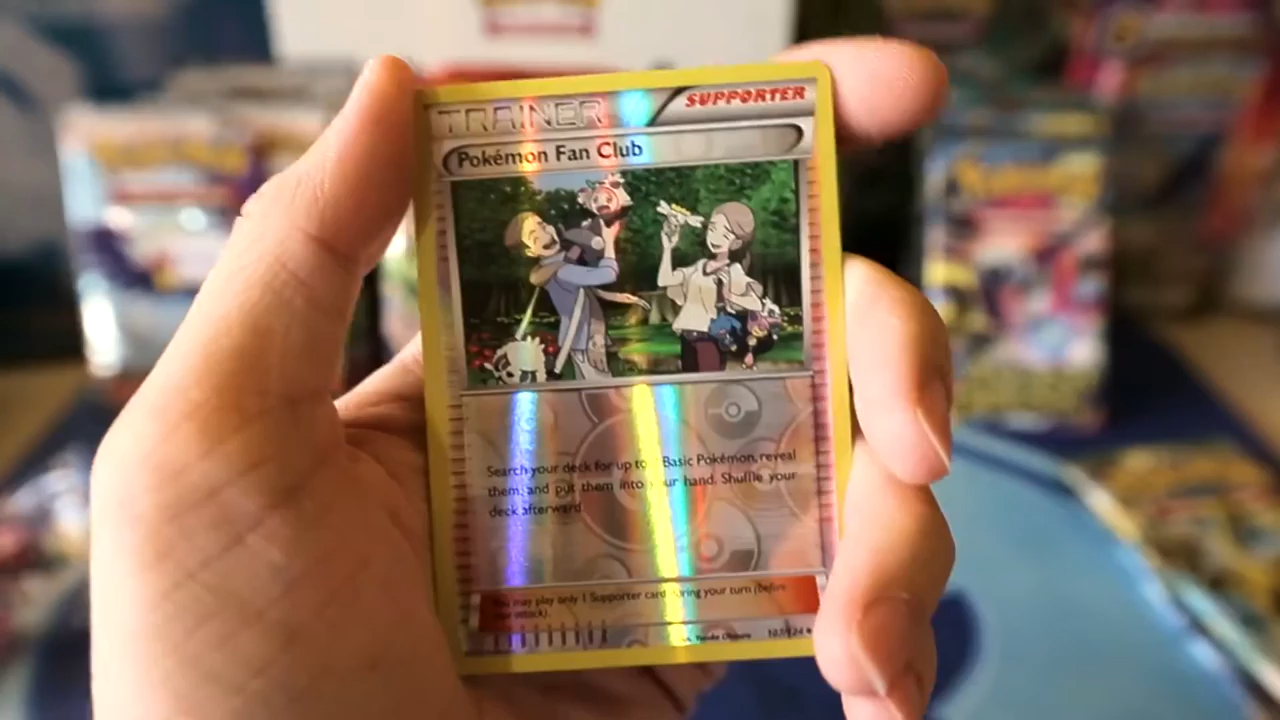 TRAINER
SUPPORTER
Pokémon Fan Club
Search your deck for up to Basic Pokémon, reveal
them, and put them into your hand. Shuffle your
deck afterward.
You may play only 1 Supporter card during your turn (before
your attack).
107/124